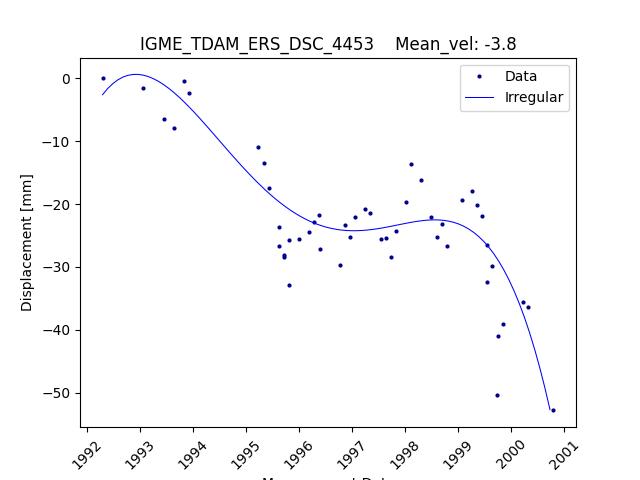 IGME_TDAM_ERS_DSC_4453    Mean_vel: -3.8
Data
Irregular
Displacement [mm]
0
−10
−20
−30
−40
−50
1992 1993 1994 1995 1996 1997 1998 1999 2000 2001